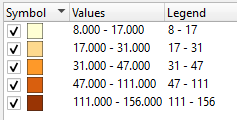 Symbol Values Legend
8.000 - 17.000 8 - 17
17.000 - 31.000 17 - 31
31.000 - 47.000 31 - 47
47.000 - 111.000 47 - 111
111.000 - 156.000 111 - 156